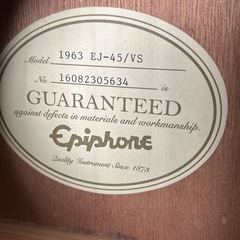 Model 1963 EJ-45/VS
No. 16082305634 is
GUARANTEED
against defects in materials and workmanship.
Epiphone
Quality Instrument Since 1873